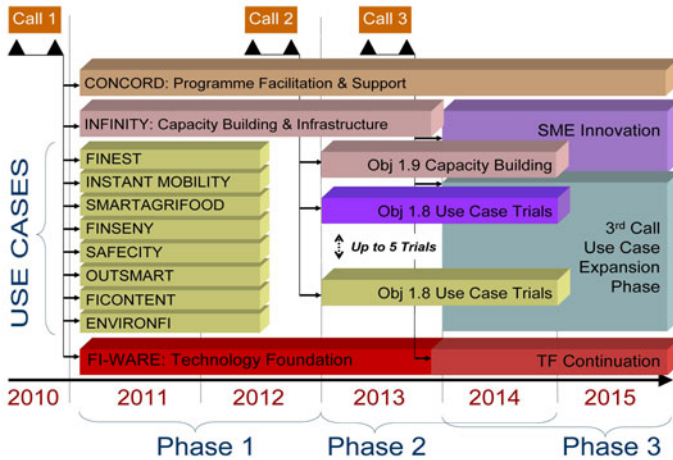 Call 1
Call 2
Call 3
CONCORD: Programme Facilitation & Support
INFINITY: Capacity Building & Infrastructure
SME Innovation
USE CASES
FINEST
INSTANT MOBILITY
SMARTAGRIFOOD
FINSENY
SAFECITY
OUTSMART
FICONTENT
ENVIRONFI
Obj 1.9 Capacity Building
Obj 1.8 Use Case Trials
Up to 5 Trials
Obj 1.8 Use Case Trials
3rd Call
Use Case
Expansion
Phase
FI-WARE: Technology Foundation
TF Continuation
2010 2011 2012 2013 2014 2015
Phase 1 Phase 2 Phase 3